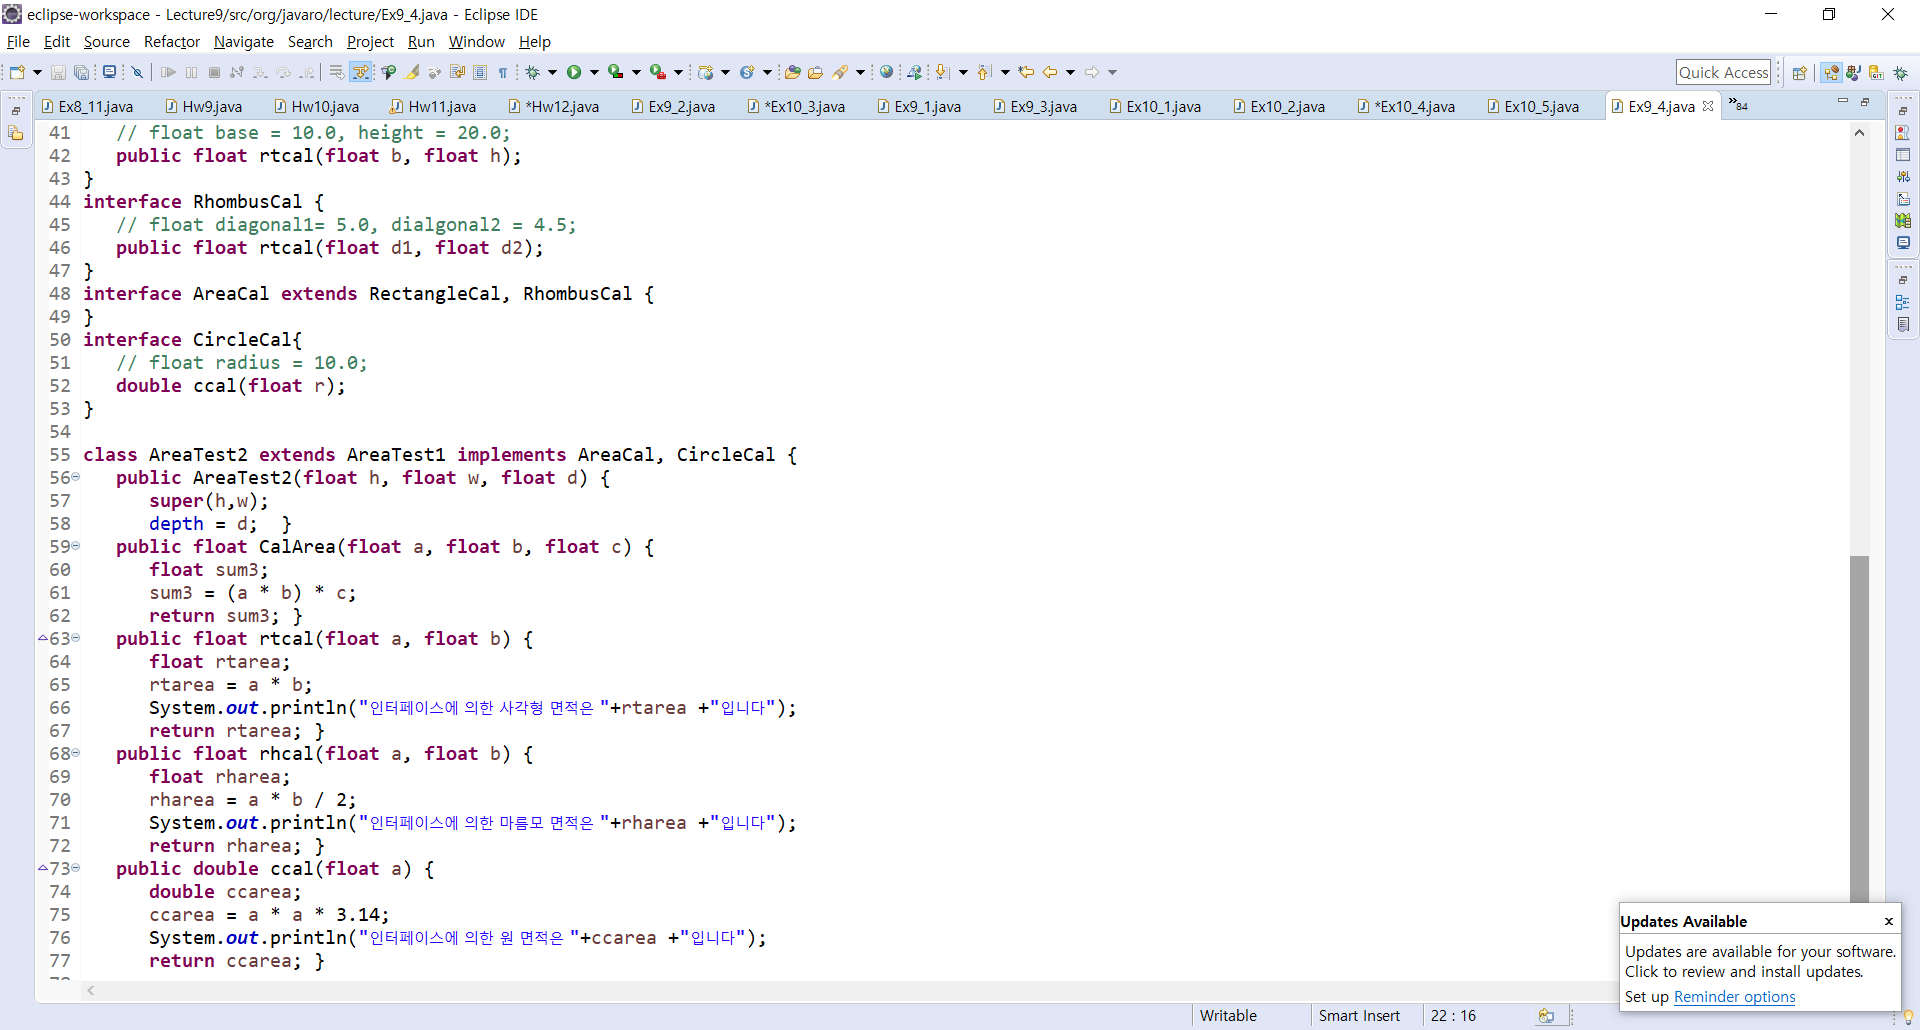 eclipse-workspace - Lecture9/src/org/javaro/lecture/Ex9_4.java - Eclipse IDE
File Edit Source Refactor Navigate Search Project Run Window Help
Quick Access
Ex8_11.java Hw9.java Hw10.java Hw11.java *Hw12.java Ex9_2.java *Ex10_3.java Ex9_1.java Ex9_3.java Ex10_1.java Ex10_2.java *Ex10_4.java Ex10_5.java Ex9_4.java »84
41 // float base = 10.0, height = 20.0;
42 public float rtcal(float b, float h);
43 }
44 interface RhombusCal {
45 // float diagonal1= 5.0, dialgonal2 = 4.5;
46 public float rtcal(float d1, float d2);
47 }
48 interface AreaCal extends RectangleCal, RhombusCal {
49 }
50 interface CircleCal{
51 // float radius = 10.0;
52 double ccal(float r);
53 }
54
55 class AreaTest2 extends AreaTest1 implements AreaCal, CircleCal {
56 public AreaTest2(float h, float w, float d) {
57 super(h,w);
58 depth = d; }
59 public float CalArea(float a, float b, float c) {
60 float sum3;
61 sum3 = (a * b) * c;
62 return sum3; }
63 public float rtcal(float a, float b) {
64 float rtarea;
65 rtarea = a * b;
66 System.out.println("인터페이스에 의한 사각형 면적은 "+rtarea +"입니다");
67 return rtarea; }
68 public float rhcal(float a, float b) {
69 float rharea;
70 rharea = a * b / 2;
71 System.out.println("인터페이스에 의한 마름모 면적은 "+rharea +"입니다");
72 return rharea; }
73 public double ccal(float a) {
74 double ccarea;
75 ccarea = a * a * 3.14;
76 System.out.println("인터페이스에 의한 원 면적은 "+ccarea +"입니다");
77 return ccarea; }
Updates Available x
Updates are available for your software.
Click to review and install updates.
Set up Reminder options
Writable Smart Insert 22 : 16